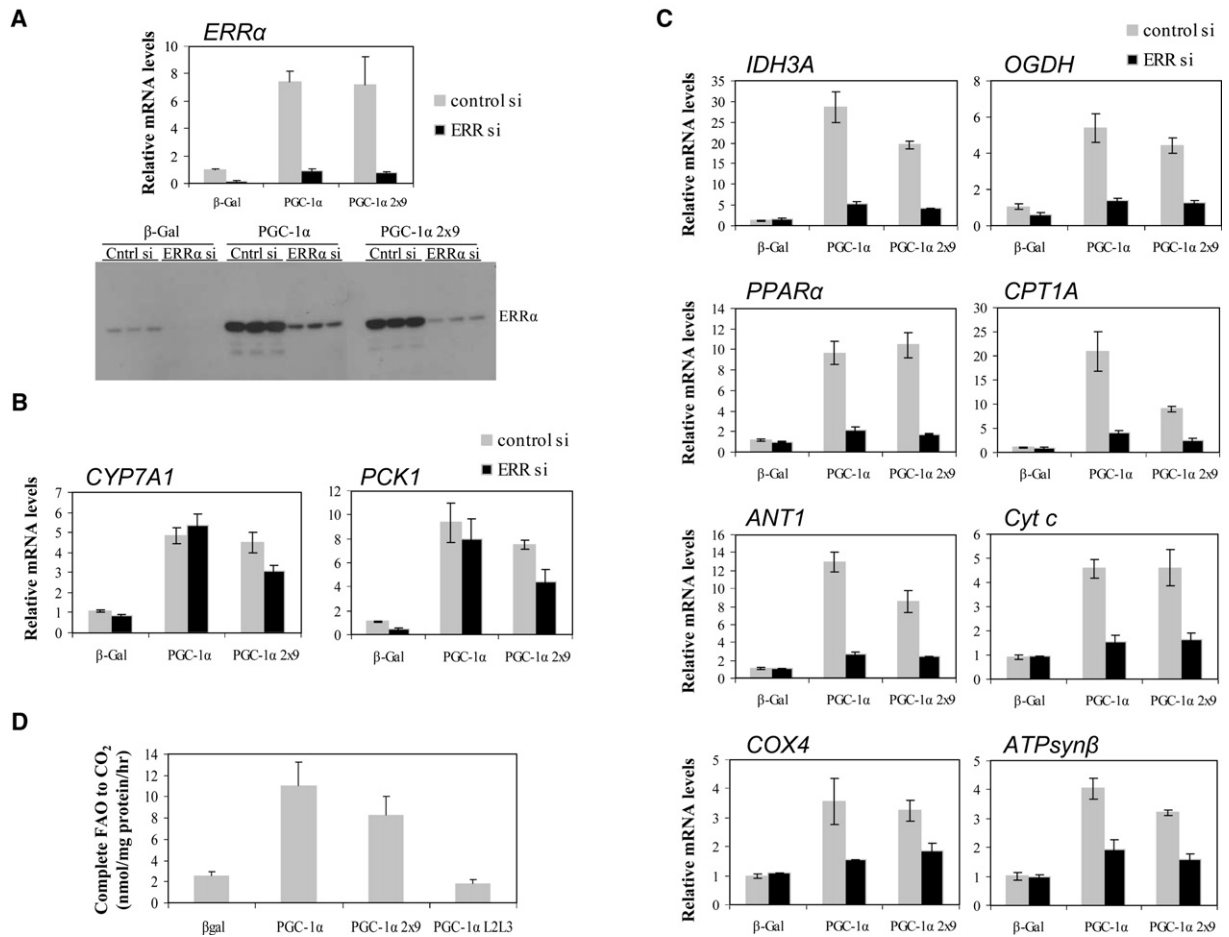 A
ERRα
Relative mRNA levels
10
8
6
4
2
0
β-Gal PGC-1α PGC-1α 2x9
control si
ERR si
β-Gal PGC-1α PGC-1α 2x9
Cntrl si ERRα si Cntrl si ERRα si Cntrl si ERRα si
ERRα
B
control si
ERR si
CYP7A1
Relative mRNA levels
7
6
5
4
3
2
1
0
β-Gal PGC-1α PGC-1α 2x9
PCK1
12
10
8
6
4
2
0
β-Gal PGC-1α PGC-1α 2x9
D
Complete FAO to CO2
(nmol/mg protein/hr)
14
12
10
8
6
4
2
0
βgal PGC-1α PGC-1α 2x9 PGC-1α L2L3
C
control si
ERR si
IDH3A
Relative mRNA levels
35
30
25
20
15
10
5
0
β-Gal PGC-1α PGC-1α 2x9
OGDH
8
6
4
2
0
β-Gal PGC-1α PGC-1α 2x9
PPARα
Relative mRNA levels
14
12
10
8
6
4
2
0
β-Gal PGC-1α PGC-1α 2x9
CPT1A
30
25
20
15
10
5
0
β-Gal PGC-1α PGC-1α 2x9
ANT1
Relative mRNA levels
16
14
12
10
8
6
4
2
0
β-Gal PGC-1α PGC-1α 2x9
Cyt c
6
5
4
3
2
1
0
β-Gal PGC-1α PGC-1α 2x9
COX4
Relative mRNA levels
5
4
3
2
1
0
β-Gal PGC-1α PGC-1α 2x9
ATPsynβ
5
4
3
2
1
0
β-Gal PGC-1α PGC-1α 2x9